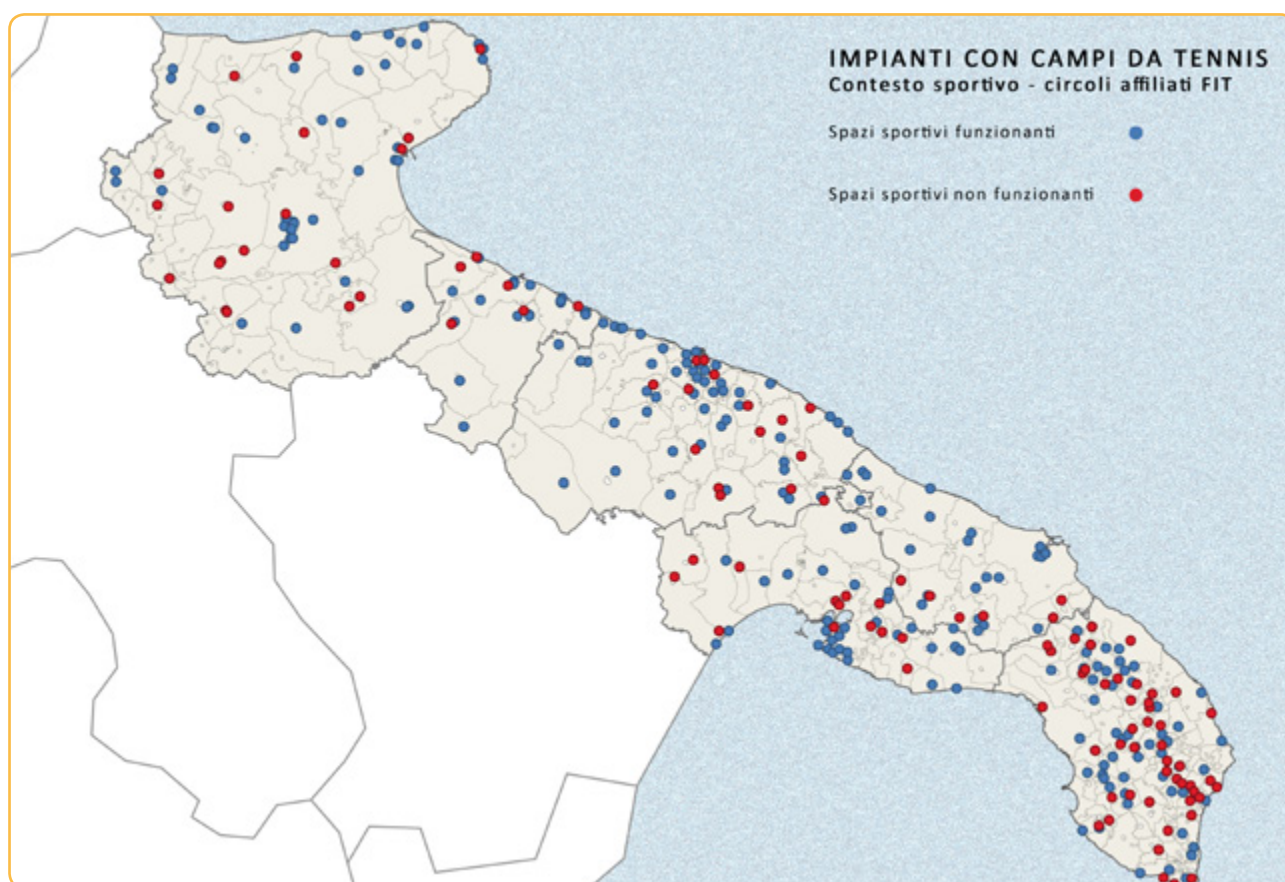 IMPIANTI CON CAMPI DA TENNIS
Contesto sportivo - circoli affiliati FIT
Spazi sportivi funzionanti
Spazi sportivi non funzionanti